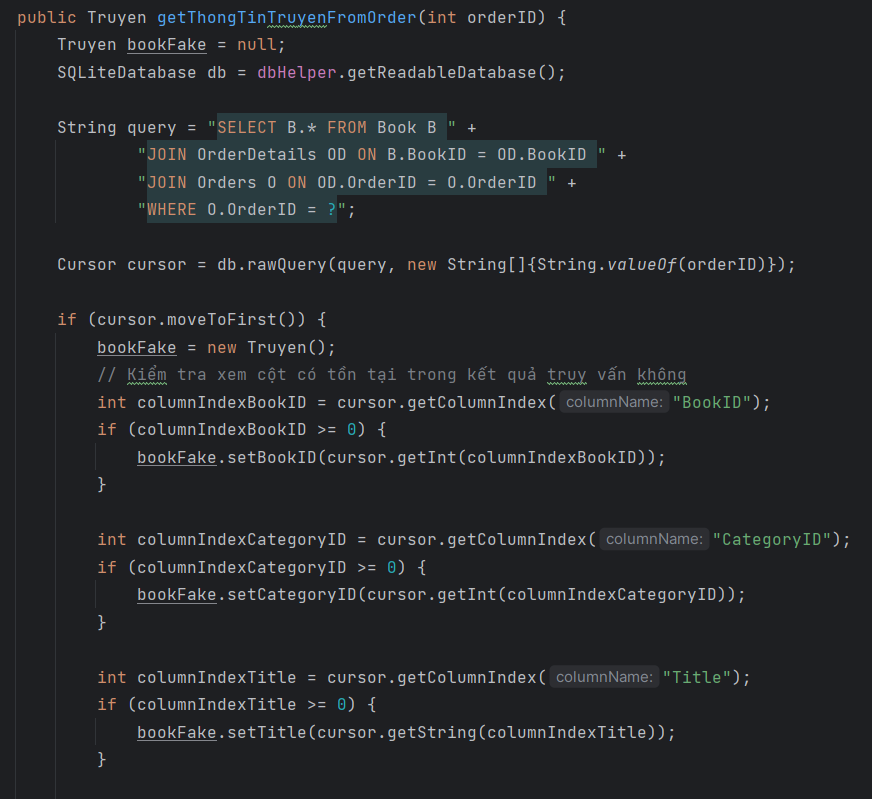 public Truyen getThongTinTruyenFromOrder(int orderID) {
Truyen bookFake = null;
SQLiteDatabase db = dbHelper.getReadableDatabase();
String query = "SELECT B.* FROM Book B " +
"JOIN OrderDetails OD ON B.BookID = OD.BookID " +
"JOIN Orders O ON OD.OrderID = O.OrderID " +
"WHERE O.OrderID = ?";
Cursor cursor = db.rawQuery(query, new String[]{String.valueOf(orderID)});
if (cursor.moveToFirst()) {
bookFake = new Truyen();
// Kiểm tra xem cột có tồn tại trong kết quả truy vấn không
int columnIndexBookID = cursor.getColumnIndex( columnName: "BookID");
if (columnIndexBookID >= 0) {
bookFake.setBookID(cursor.getInt(columnIndexBookID));
}
int columnIndexCategoryID = cursor.getColumnIndex( columnName: "CategoryID");
if (columnIndexCategoryID >= 0) {
bookFake.setCategoryID(cursor.getInt(columnIndexCategoryID));
}
int columnIndexTitle = cursor.getColumnIndex( columnName: "Title");
if (columnIndexTitle >= 0) {
bookFake.setTitle(cursor.getString(columnIndexTitle));
}